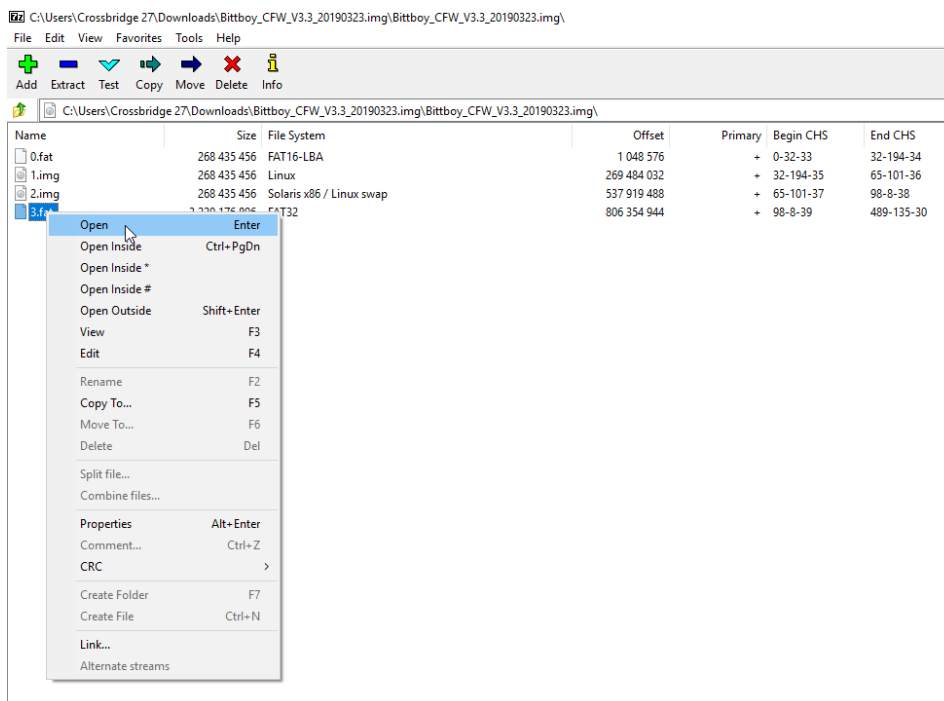 7z C:\Users\Crossbridge 27\Downloads\Bittboy_CFW_V3.3_20190323.img\Bittboy_CFW_V3.3_20190323.img\
File Edit View Favorites Tools Help
Add Extract Test Copy Move Delete Info
C:\Users\Crossbridge 27\Downloads\Bittboy_CFW_V3.3_20190323.img\Bittboy_CFW_V3.3_20190323.img\
Name Size File System Offset Primary Begin CHS End CHS
0.fat 268 435 456 FAT16-LBA 1 048 576 + 0-32-33 32-194-34
1.img 268 435 456 Linux 269 484 032 + 32-194-35 65-101-36
2.img 268 435 456 Solaris x86 / Linux swap 537 919 488 + 65-101-37 98-8-38
3.fat FAT32 806 354 944 + 98-8-39 489-135-30
Open Enter
Open Inside Ctrl+PgDn
Open Inside *
Open Inside #
Open Outside Shift+Enter
View F3
Edit F4
Rename F2
Copy To... F5
Move To... F6
Delete Del
Split file...
Combine files...
Properties Alt+Enter
Comment... Ctrl+Z
CRC >
Create Folder F7
Create File Ctrl+N
Link...
Alternate streams